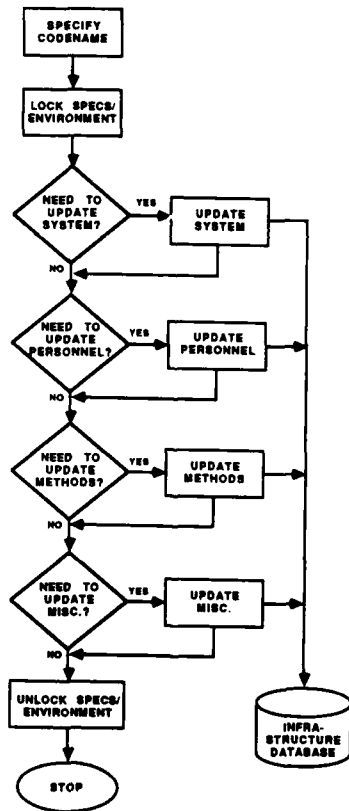 SPECIFY
CODENAME
LOCK SPECS/
ENVIRONMENT
NEED TO
UPDATE
SYSTEM?
YES
UPDATE
SYSTEM
NO
NEED TO
UPDATE
PERSONNEL?
YES
UPDATE
PERSONNEL
NO
NEED TO
UPDATE
METHODS?
YES
UPDATE
METHODS
NO
NEED TO
UPDATE
MISC.?
YES
UPDATE
MISC.
NO
UNLOCK SPECS/
ENVIRONMENT
INFRA-
STRUCTURE
DATABASE
STOP